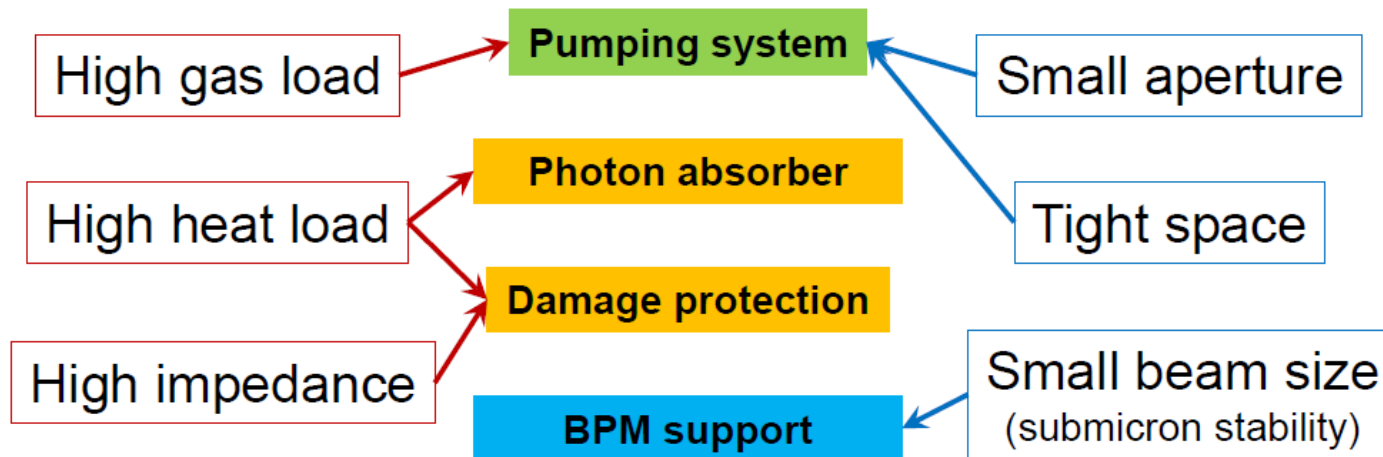 Pumping system
High gas load
Small aperture
Photon absorber
High heat load
Tight space
Damage protection
High impedance
Small beam size
(submicron stability)
BPM support